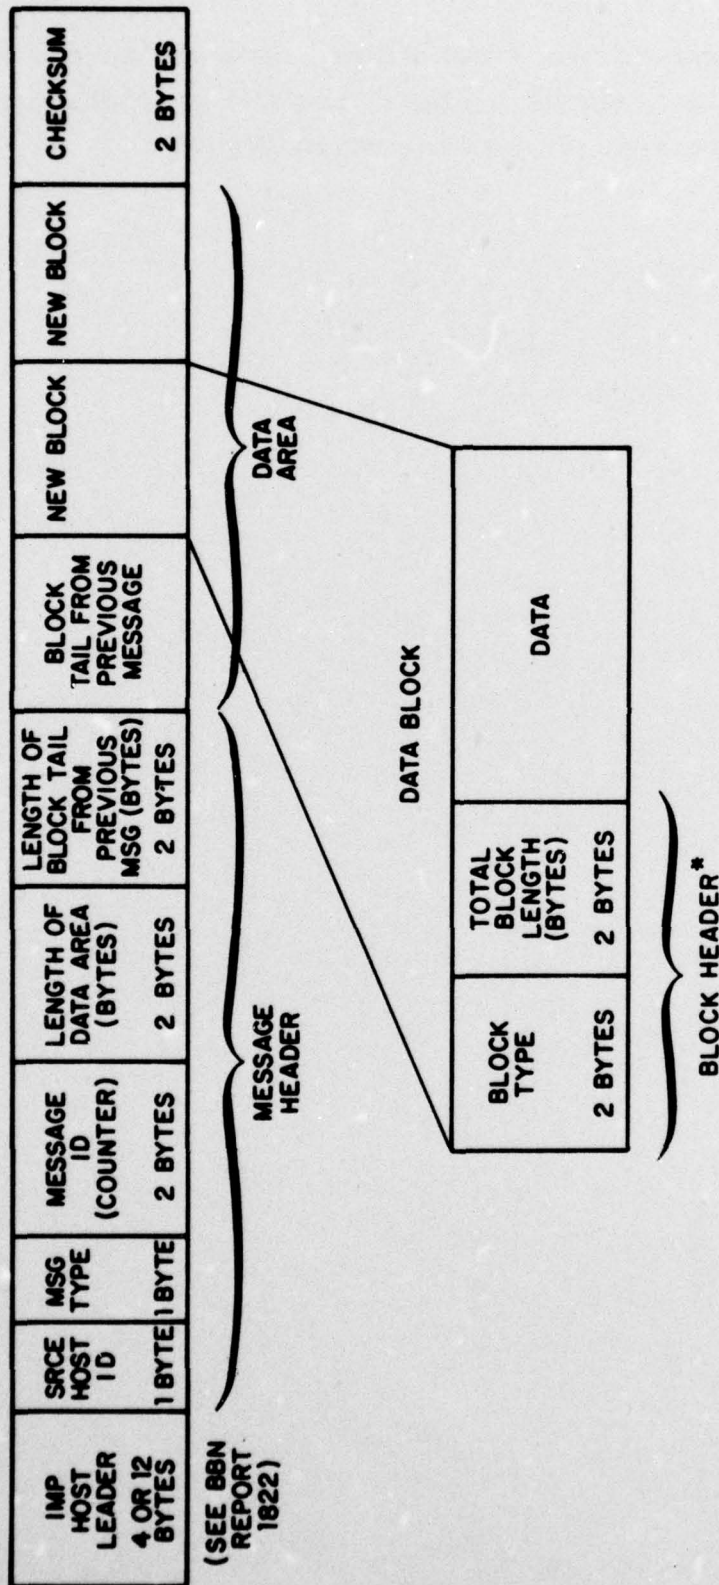 IMP
HOST
LEADER
4 OR 12
BYTES
(SEE BBN
REPORT
1822)
SRCE
HOST
ID
1 BYTE
MSG
TYPE
1 BYTE
MESSAGE
ID
(COUNTER)
2 BYTES
LENGTH OF
DATA AREA
(BYTES)
2 BYTES
LENGTH OF
BLOCK TAIL
FROM
PREVIOUS
MSG (BYTES)
2 BYTES
MESSAGE
HEADER
BLOCK
TAIL FROM
PREVIOUS
MESSAGE
NEW BLOCK
NEW BLOCK
DATA
AREA
CHECKSUM
2 BYTES
DATA BLOCK
BLOCK
TYPE
2 BYTES
TOTAL
BLOCK
LENGTH
(BYTES)
2 BYTES
DATA
BLOCK HEADER*